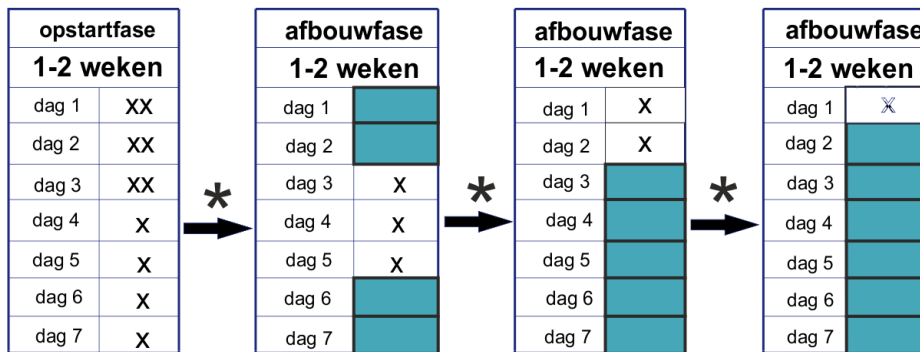 opstartfase
1-2 weken
dag 1 XX
dag 2 XX
dag 3 XX
dag 4 X
dag 5 X
dag 6 X
dag 7 X
*
afbouwfase
1-2 weken
dag 1
dag 2
dag 3 X
dag 4 X
dag 5 X
dag 6
dag 7
*
afbouwfase
1-2 weken
dag 1 X
dag 2 X
dag 3
dag 4
dag 5
dag 6
dag 7
*
afbouwfase
1-2 weken
dag 1 X
dag 2
dag 3
dag 4
dag 5
dag 6
dag 7